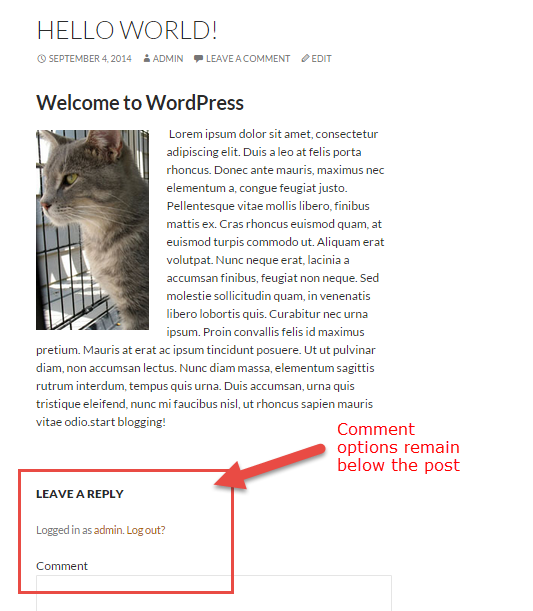 HELLO WORLD!
SEPTEMBER 4, 2014 ADMIN LEAVE A COMMENT EDIT
Welcome to WordPress
Lorem ipsum dolor sit amet, consectetur
adipiscing elit. Duis a leo at felis porta
rhoncus. Donec ante mauris, maximus nec
elementum a, congue feugiat justo.
Pellentesque vitae mollis libero, finibus
mattis ex. Cras rhoncus euismod quam, at
euismod turpis commodo ut. Aliquam erat
volutpat. Nunc neque erat, lacinia a
accumsan finibus, feugiat non neque. Sed
molestie sollicitudin quam, in venenatis
libero lobortis quis. Curabitur nec urna
ipsum. Proin convallis felis id maximus
pretium. Mauris at erat ac ipsum tincidunt posuere. Ut ut pulvinar
diam, non accumsan lectus. Nunc diam massa, elementum sagittis
rutrum interdum, tempus quis urna. Duis accumsan, urna quis
tristique eleifend, nunc mi faucibus nisl, ut rhoncus sapien mauris
vitae odio.start blogging!
Comment
options remain
below the post
LEAVE A REPLY
Logged in as admin. Log out?
Comment